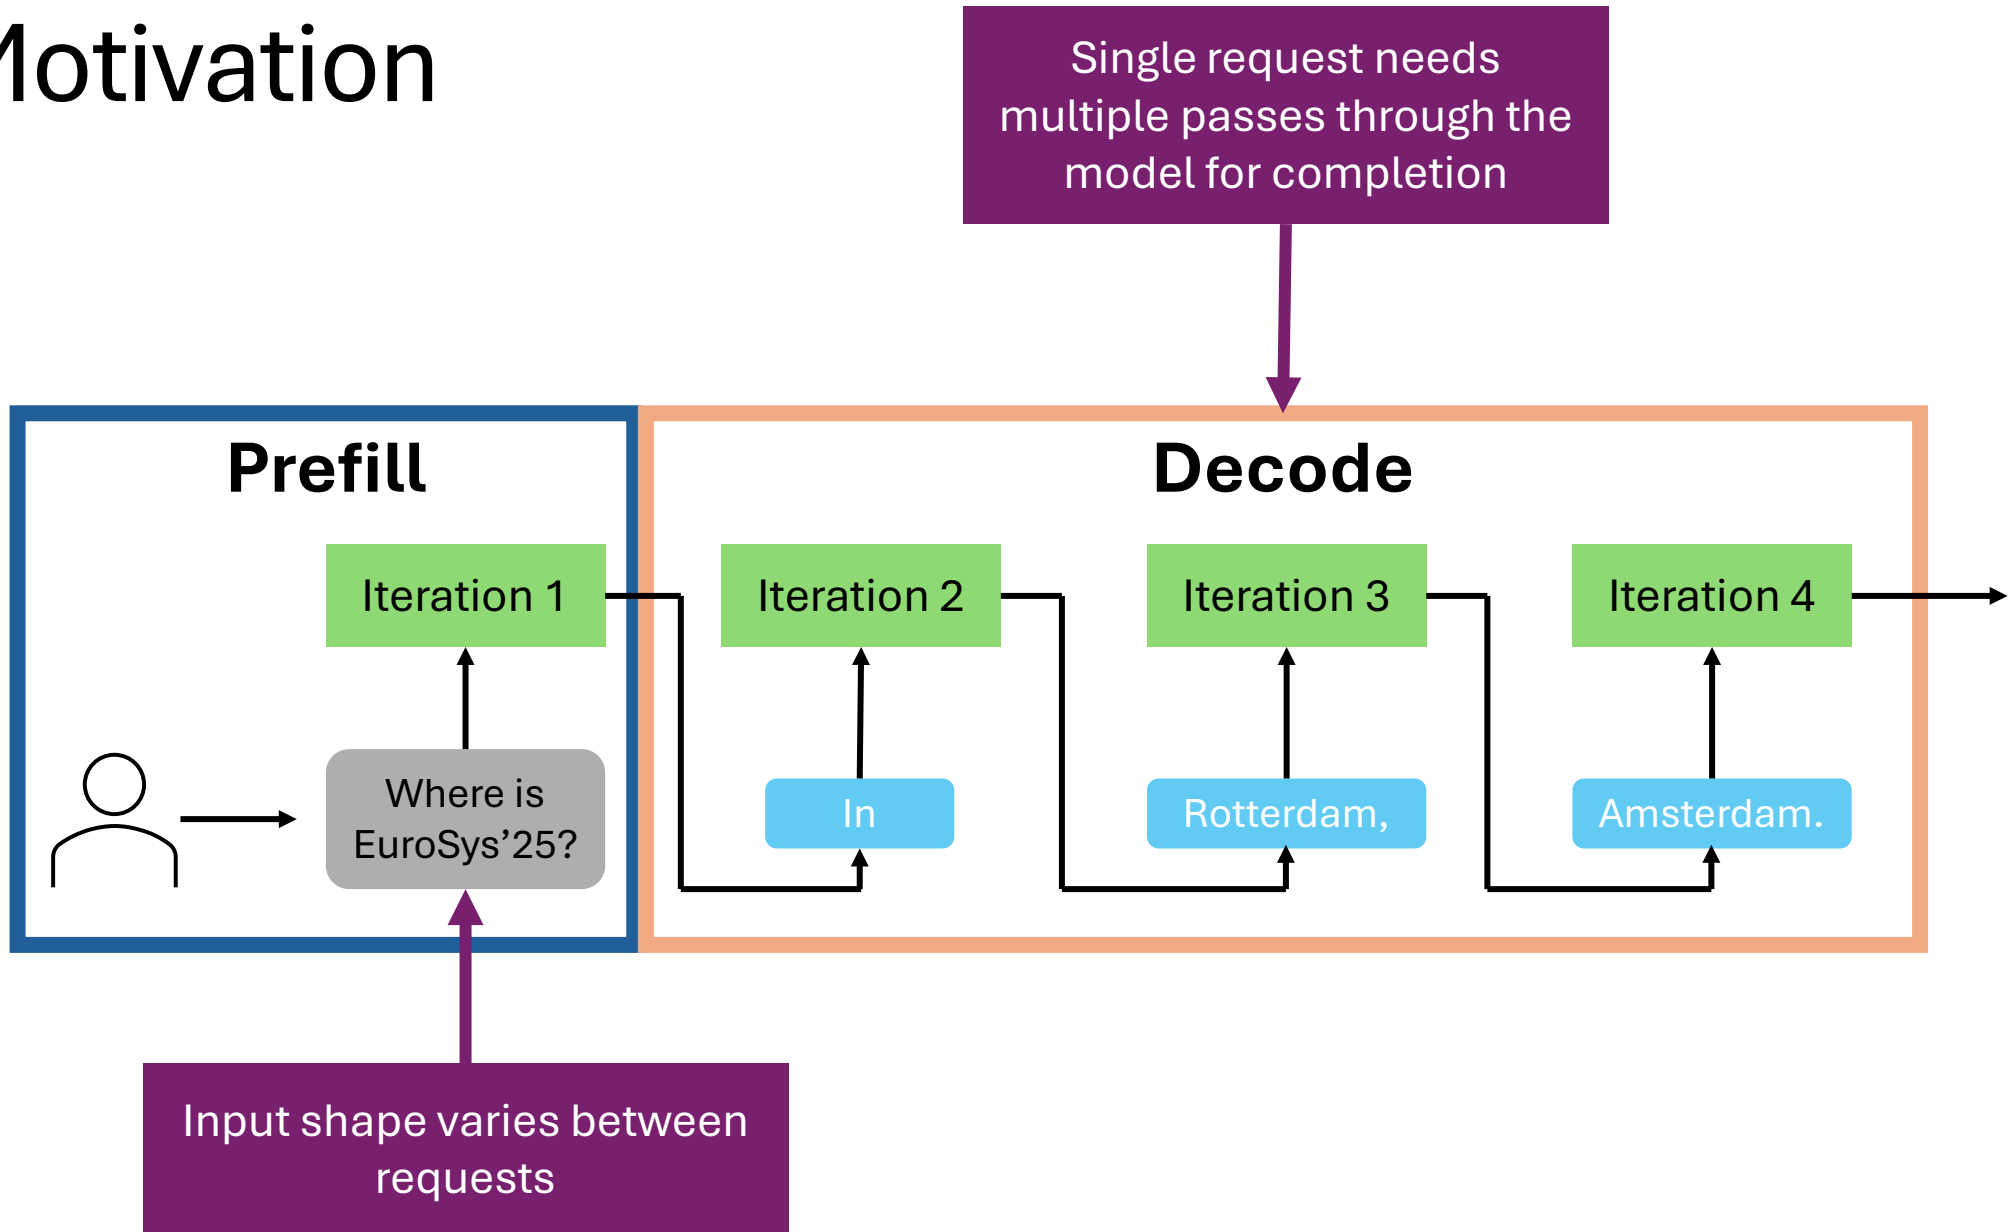 Motivation
Single request needs
multiple passes through the
model for completion
Prefill
Decode
Iteration 1
Iteration 2
Iteration 3
Iteration 4
Where is
EuroSys’25?
In
Rotterdam,
Amsterdam.
Input shape varies between
requests